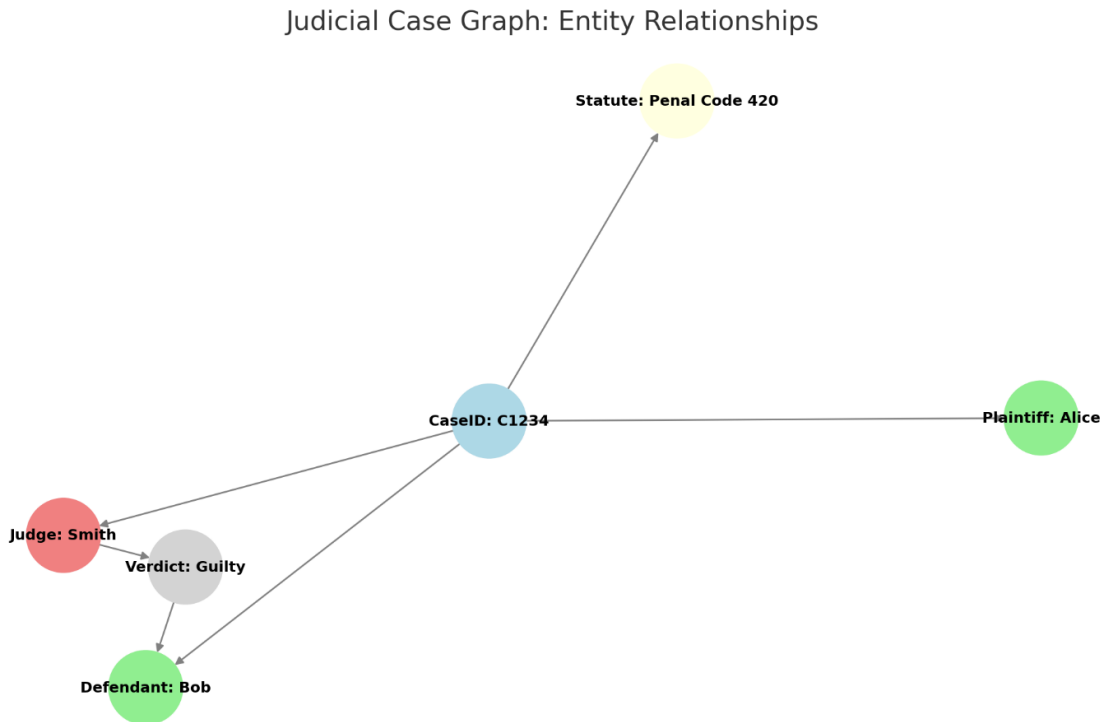 Judicial Case Graph: Entity Relationships
Statute: Penal Code 420
CaseID: C1234
Plaintiff: Alice
Judge: Smith
Verdict: Guilty
Defendant: Bob